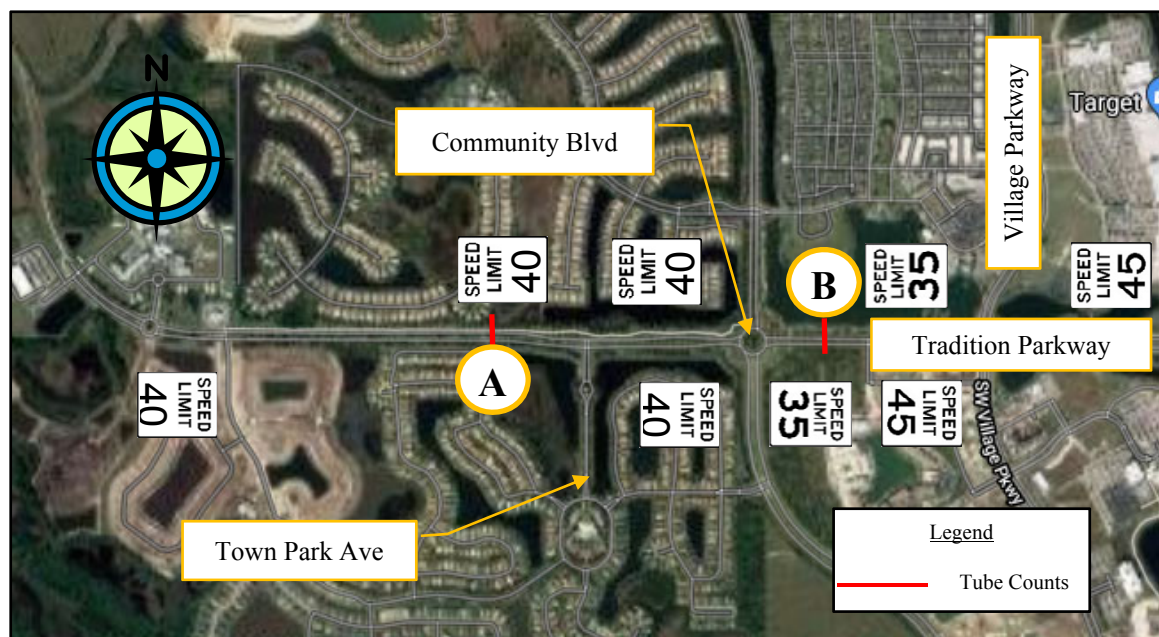 N
Community Blvd
Village Parkway
Target
SPEED
LIMIT
40
SPEED
LIMIT
40
B
SPEED
LIMIT
35
SPEED
LIMIT
45
Tradition Parkway
A
SPEED
LIMIT
40
SPEED
LIMIT
40
SPEED
LIMIT
35
SPEED
LIMIT
45
SW Village Pkwy
Town Park Ave
Legend
Tube Counts